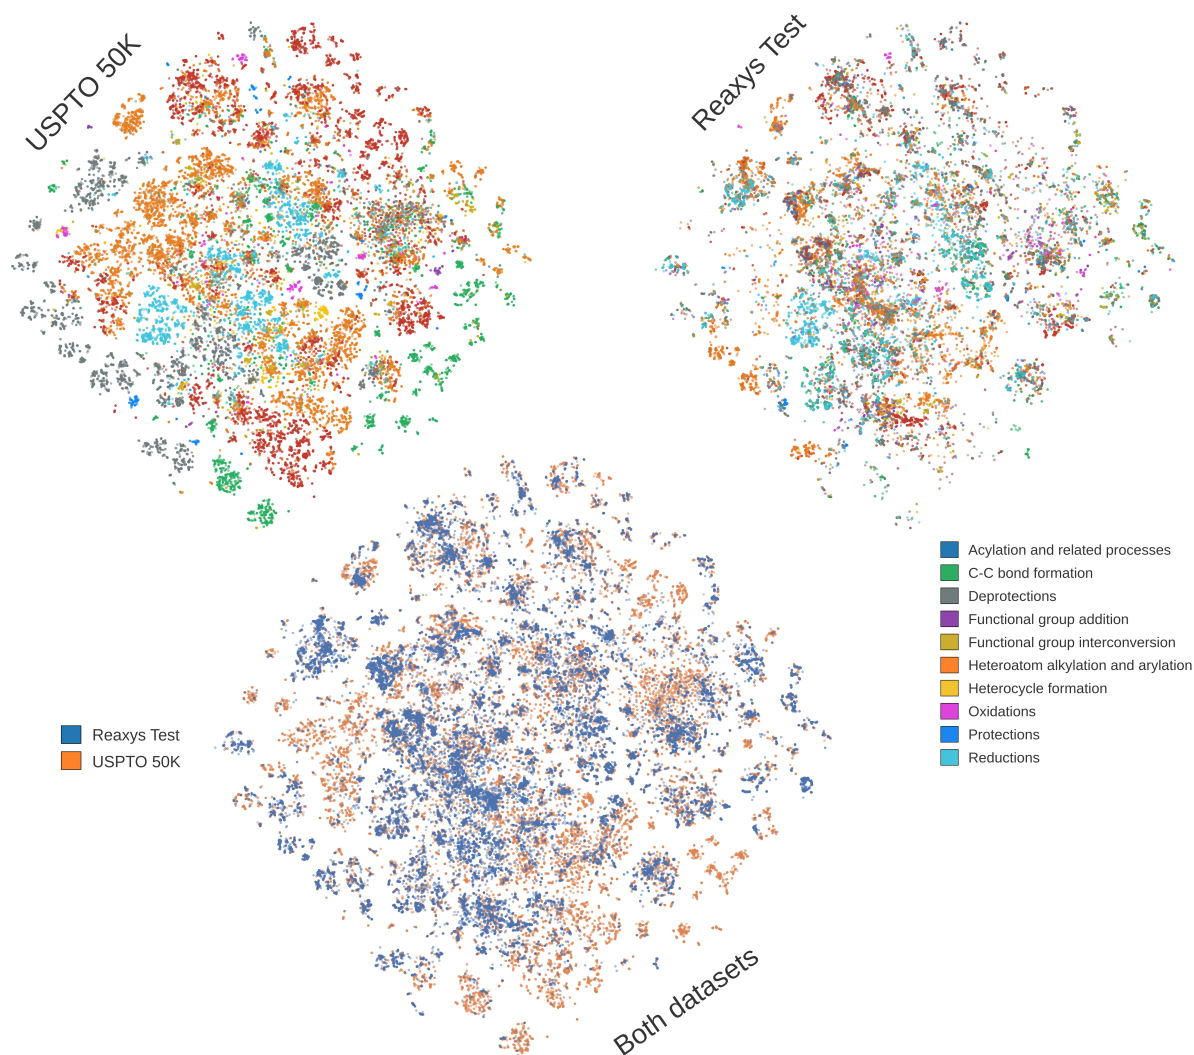 USPTO 50K
Reaxys Test
Acylation and related processes
C-C bond formation
Deprotections
Functional group addition
Functional group interconversion
Heteroatom alkylation and arylation
Heterocycle formation
Oxidations
Protections
Reductions
Reaxys Test
USPTO 50K
Both datasets